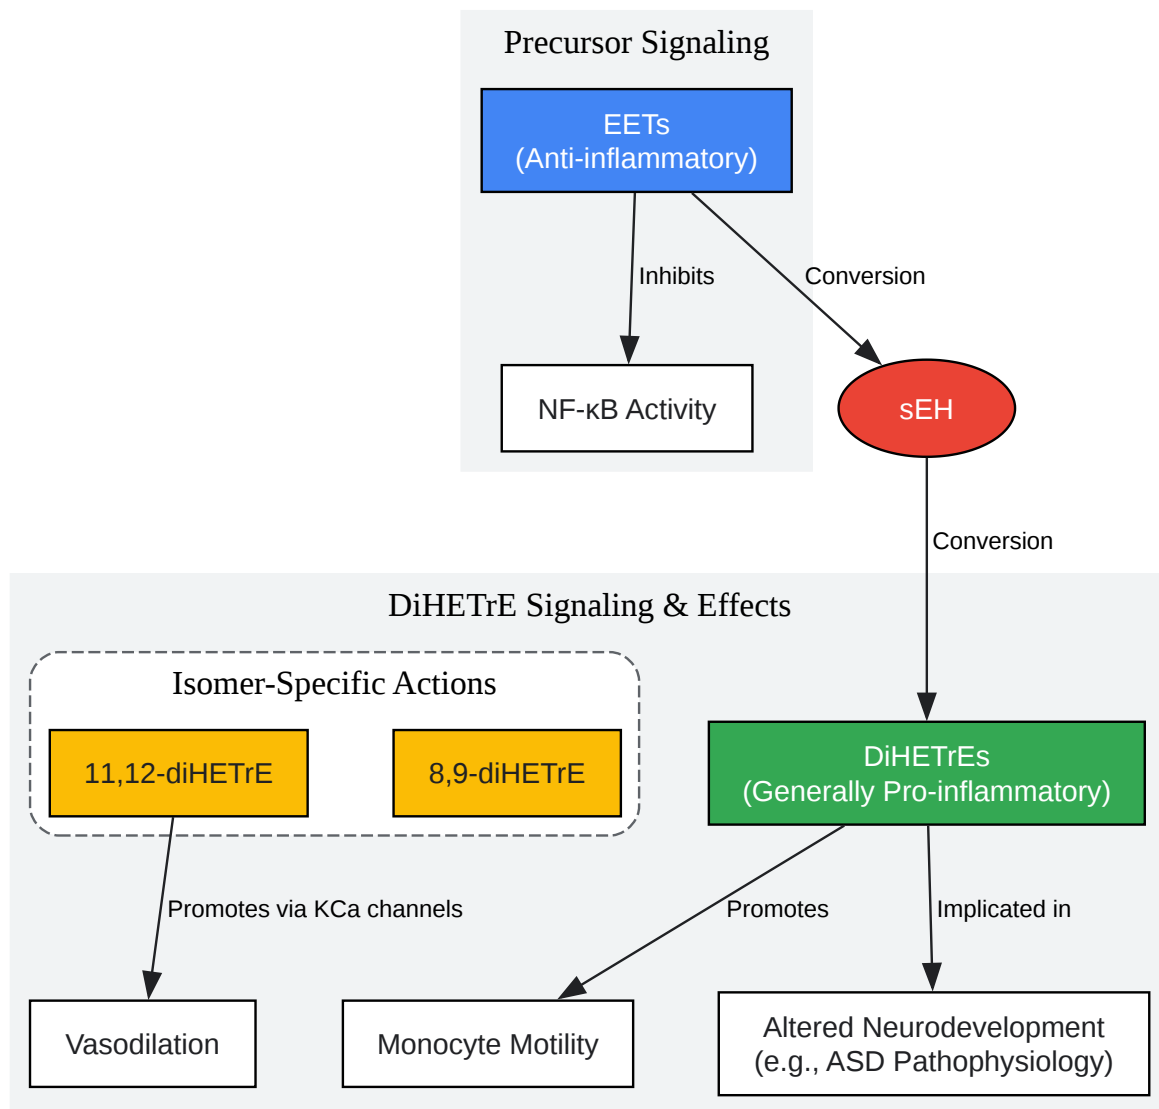 Precursor Signaling
EETs
(Anti-inflammatory)
Inhibits
Conversion
NF-κB Activity
sEH
Conversion
DiHETrE Signaling & Effects
Isomer-Specific Actions
11,12-diHETrE
8,9-diHETrE
DiHETrEs
(Generally Pro-inflammatory)
Promotes via KCa channels
Promotes
Implicated in
Vasodilation
Monocyte Motility
Altered Neurodevelopment
(e.g., ASD Pathophysiology)